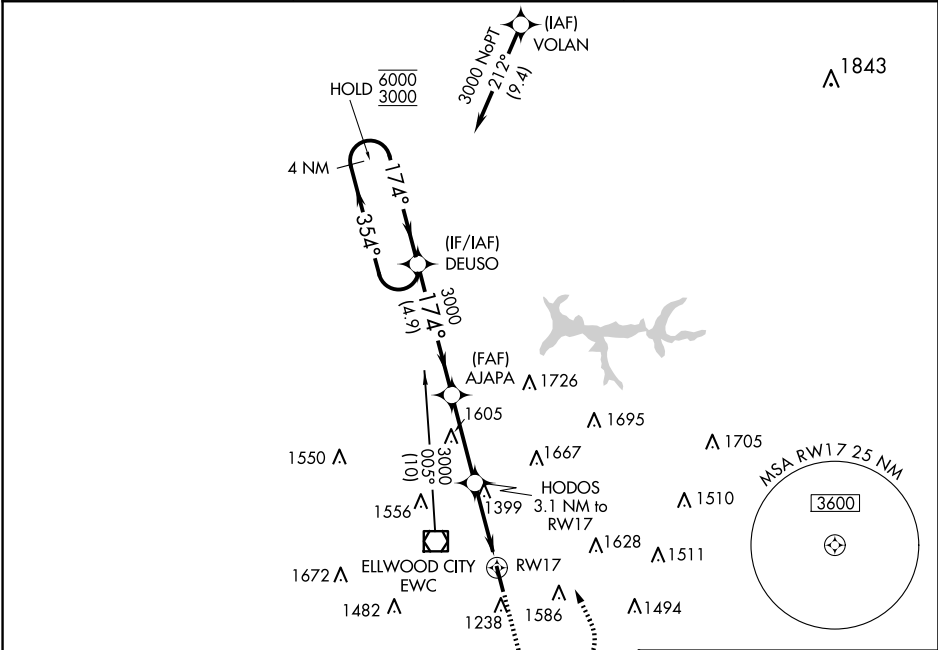 (IAF)
VOLAN
3000 NoPT
212°
(9.4)
1843
HOLD 6000
3000
4 NM
174°
354°
(IF/IAF)
DEUSO
3000
174°
(4.9)
(FAF)
AJAPA
1726
1605
1695
1705
1550
1667
3000
005°
(10)
MSA RW17 25 NM
3600
HODOS
3.1 NM to
RW17
1399
1510
1556
1628
1511
ELLWOOD CITY
EWC
RW17
1672
1482
1238
1586
1494